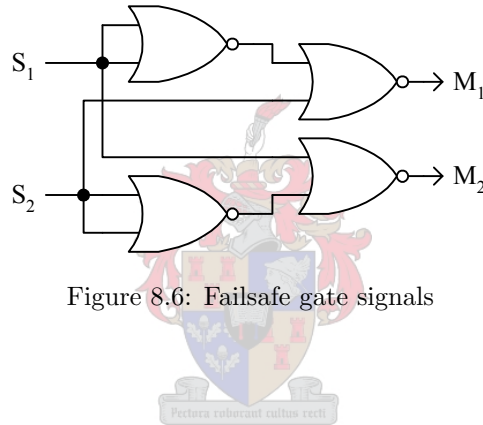 S1
M1
S2
M2
Figure 8.6: Failsafe gate signals
Pectora roborant cultus recti